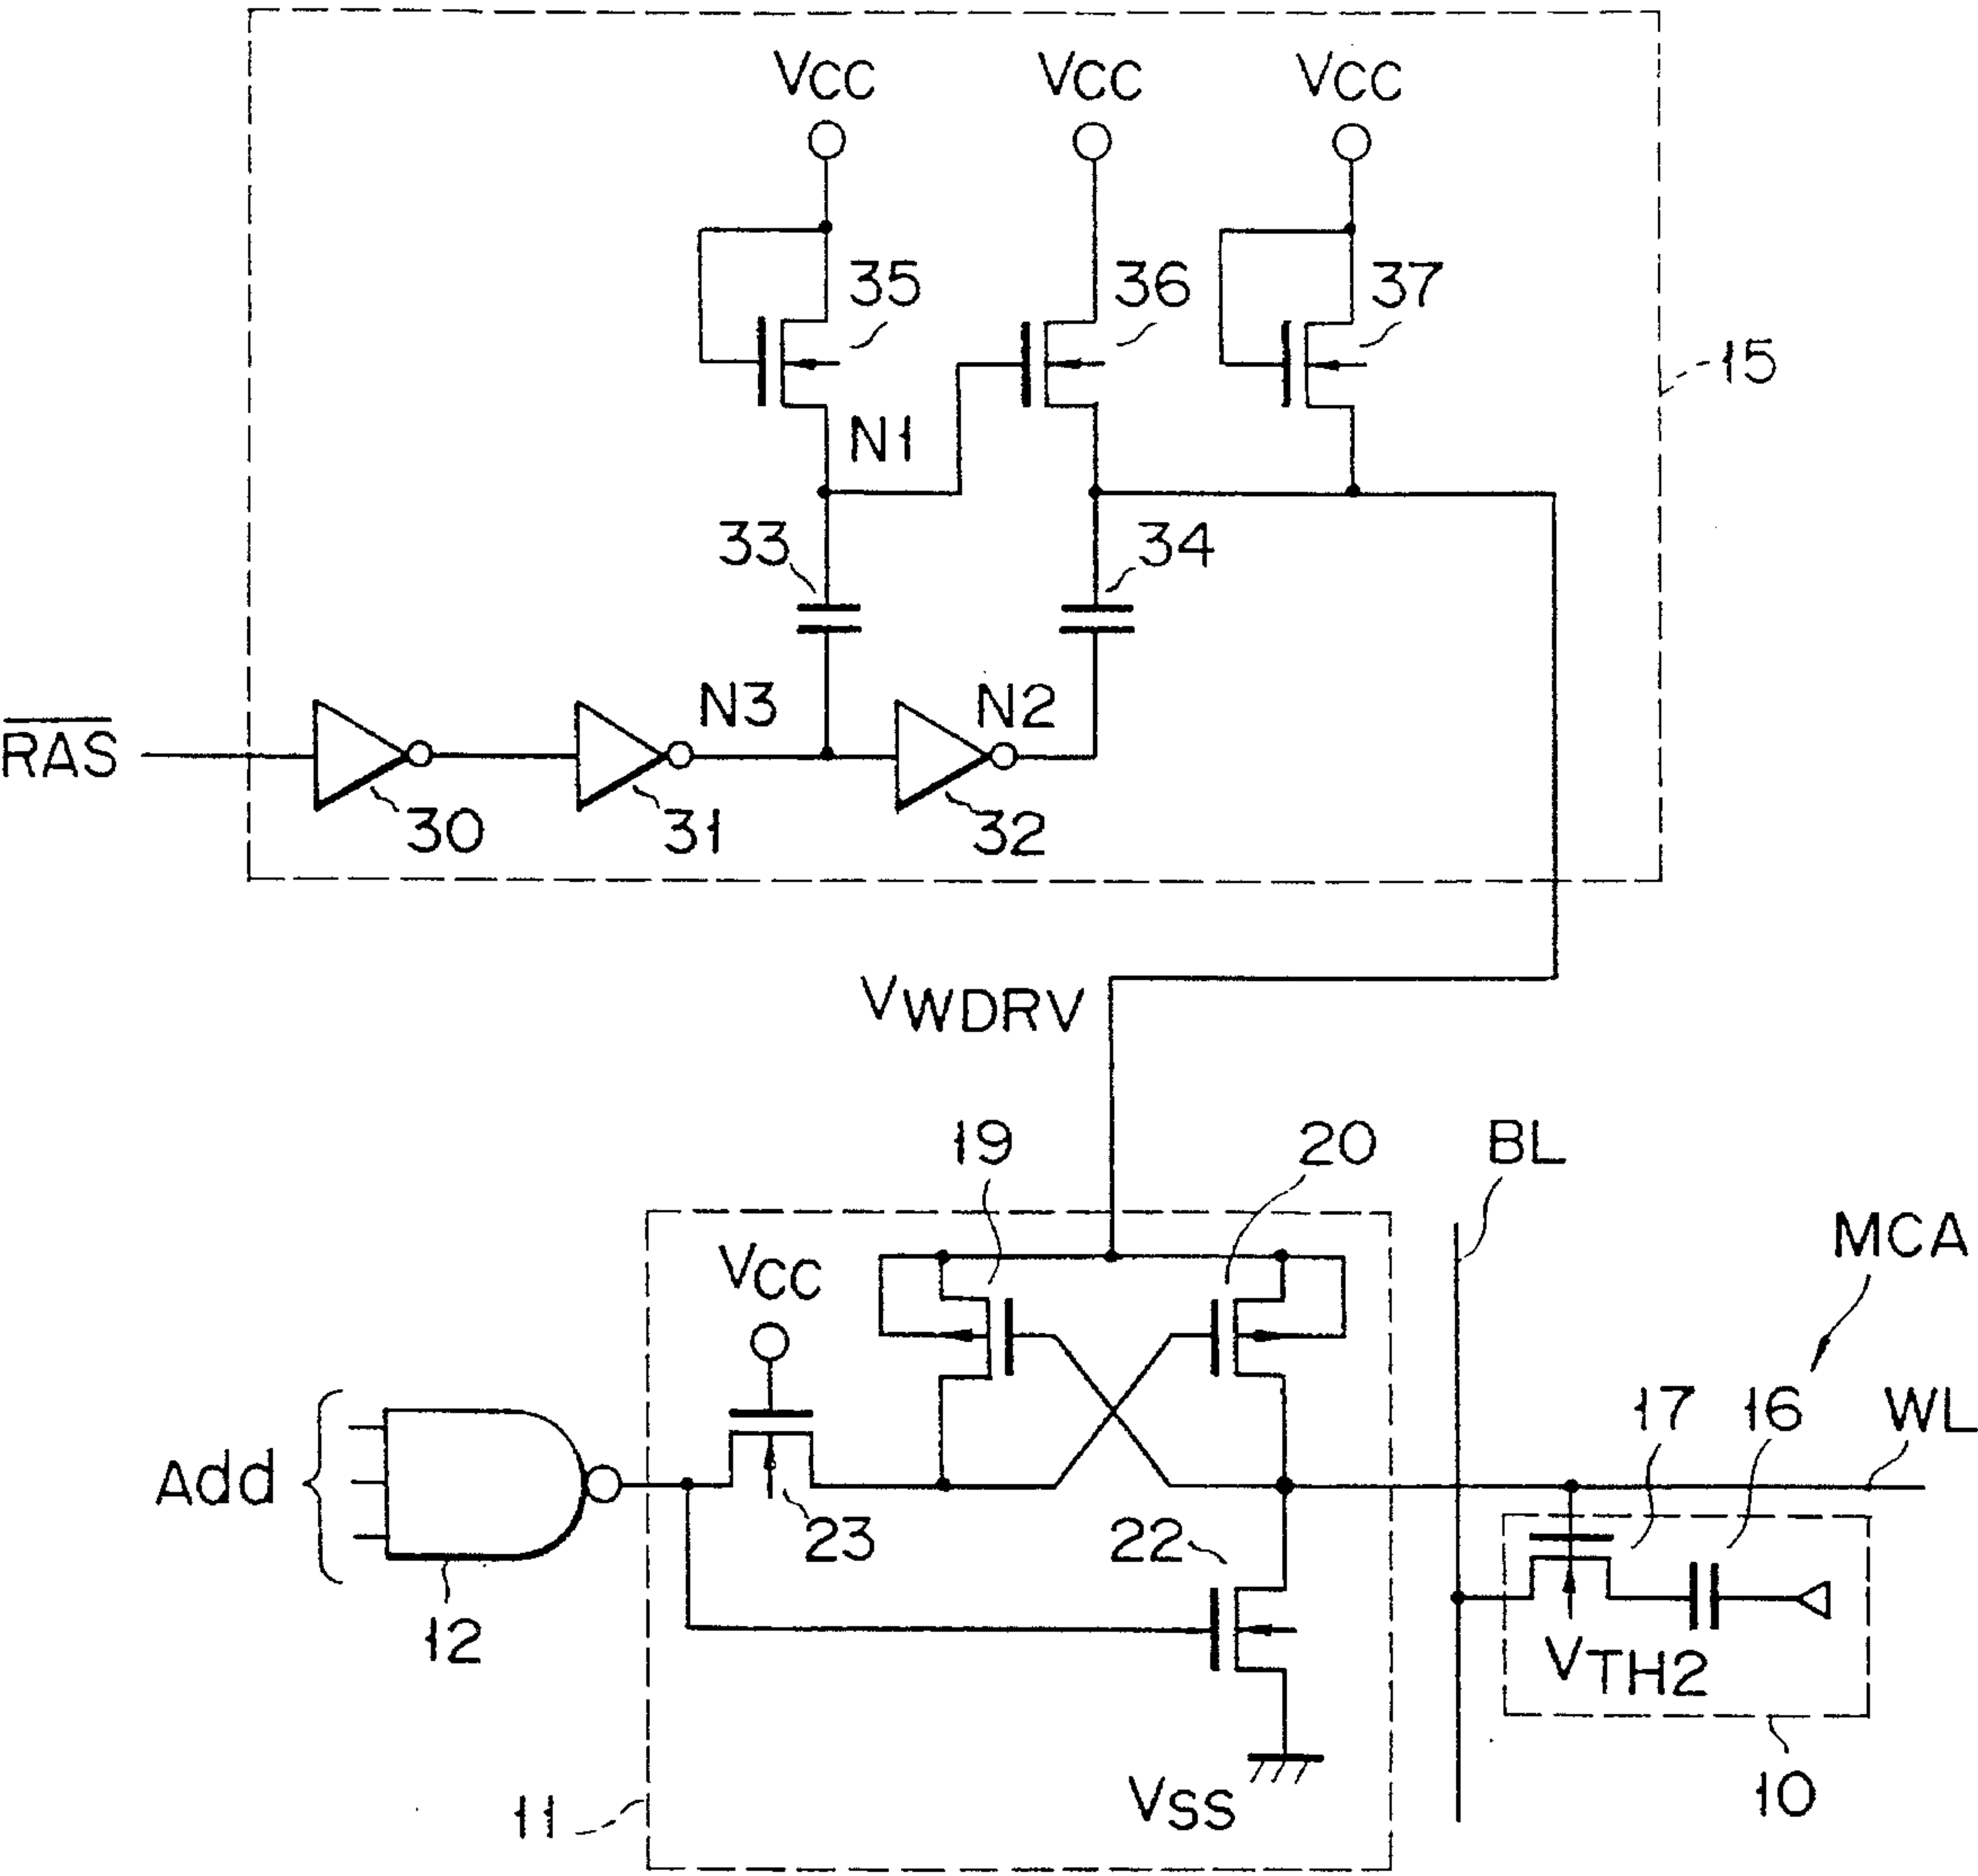 VCC VCC VCC
35 36 37
15
N1
33 34
N3 N2
RAS
30 31 32
VWDRV
19 20 BL
MCA
VCC
17 16 WL
Add
23 22
12
VTH2
VSS
11 10